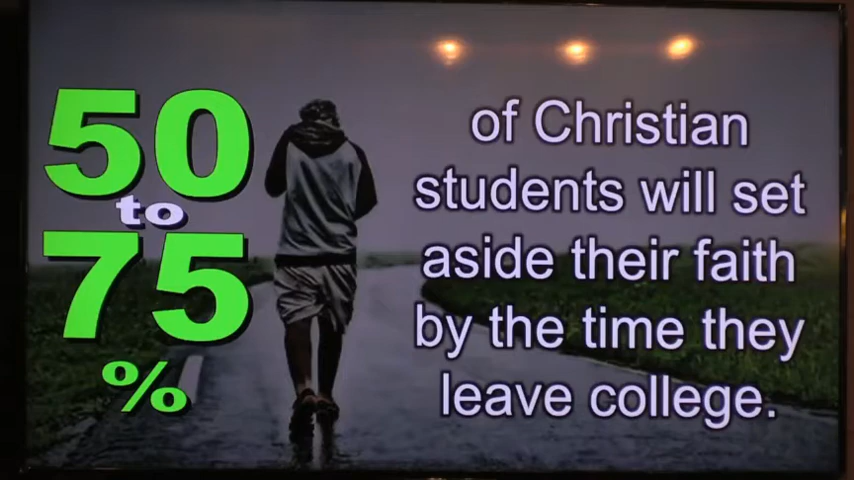 50
to
75
%
of Christian
students will set
aside their faith
by the time they
leave college.